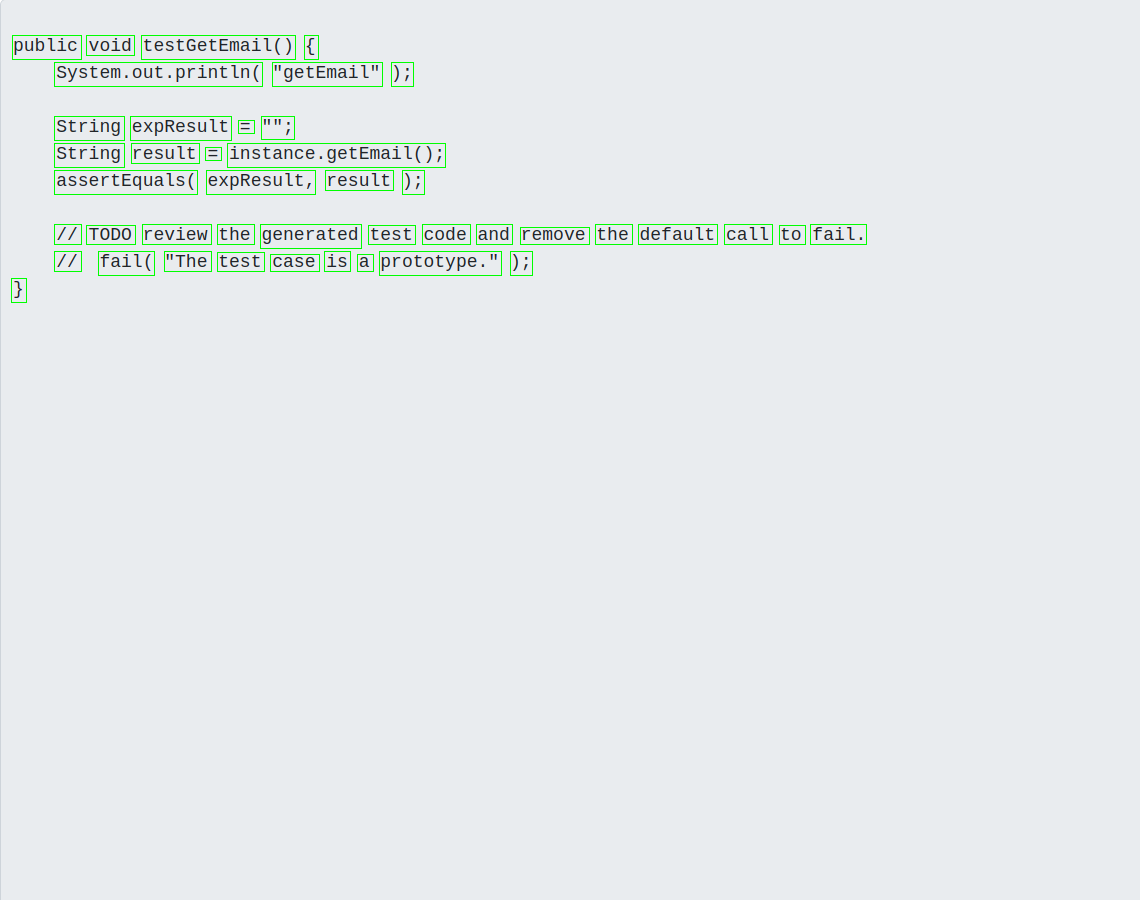 public void testGetEmail() {
    System.out.println( "getEmail" );
    String expResult = "";
    String result = instance.getEmail();
    assertEquals( expResult, result );
    // TODO review the generated test code and remove the default call to fail.
    //  fail( "The test case is a prototype." );
}